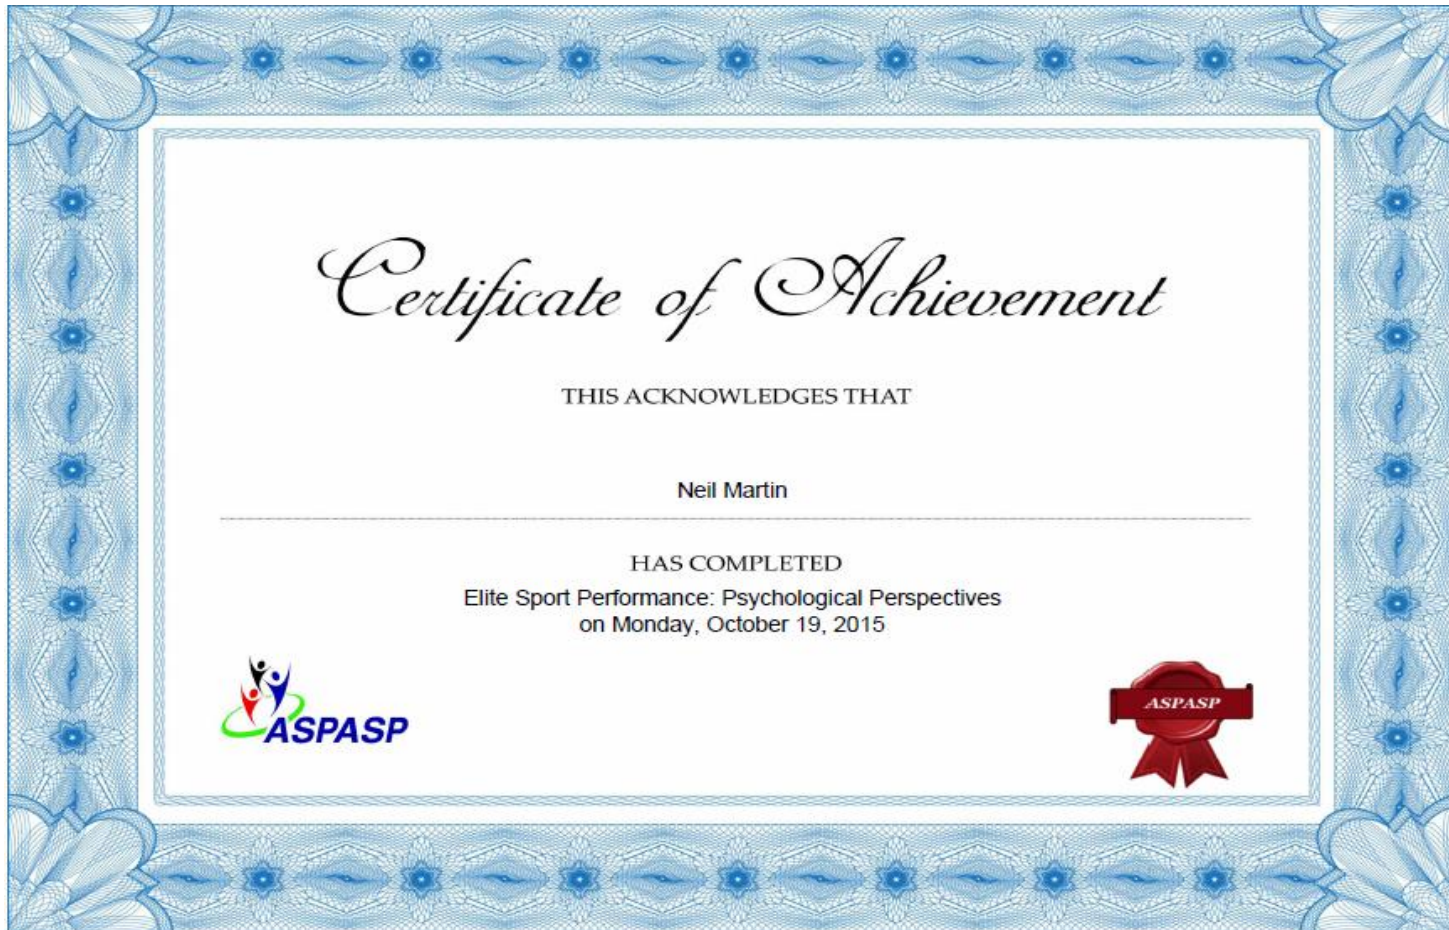 Certificate of Achievement
THIS ACKNOWLEDGES THAT
Neil Martin
HAS COMPLETED
Elite Sport Performance: Psychological Perspectives
on Monday, October 19, 2015
ASPASP
ASPASP